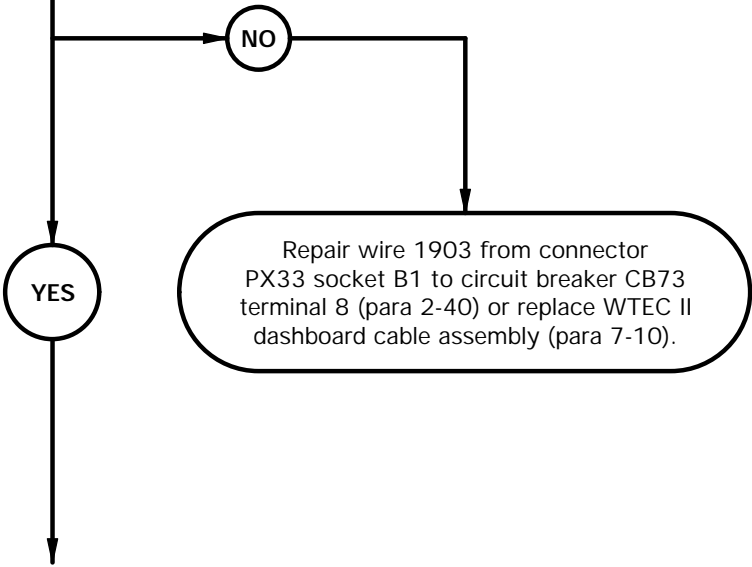 NO
YES
Repair wire 1903 from connector
PX33 socket B1 to circuit breaker CB73
terminal 8 (para 2-40) or replace WTEC II
dashboard cable assembly (para 7-10).